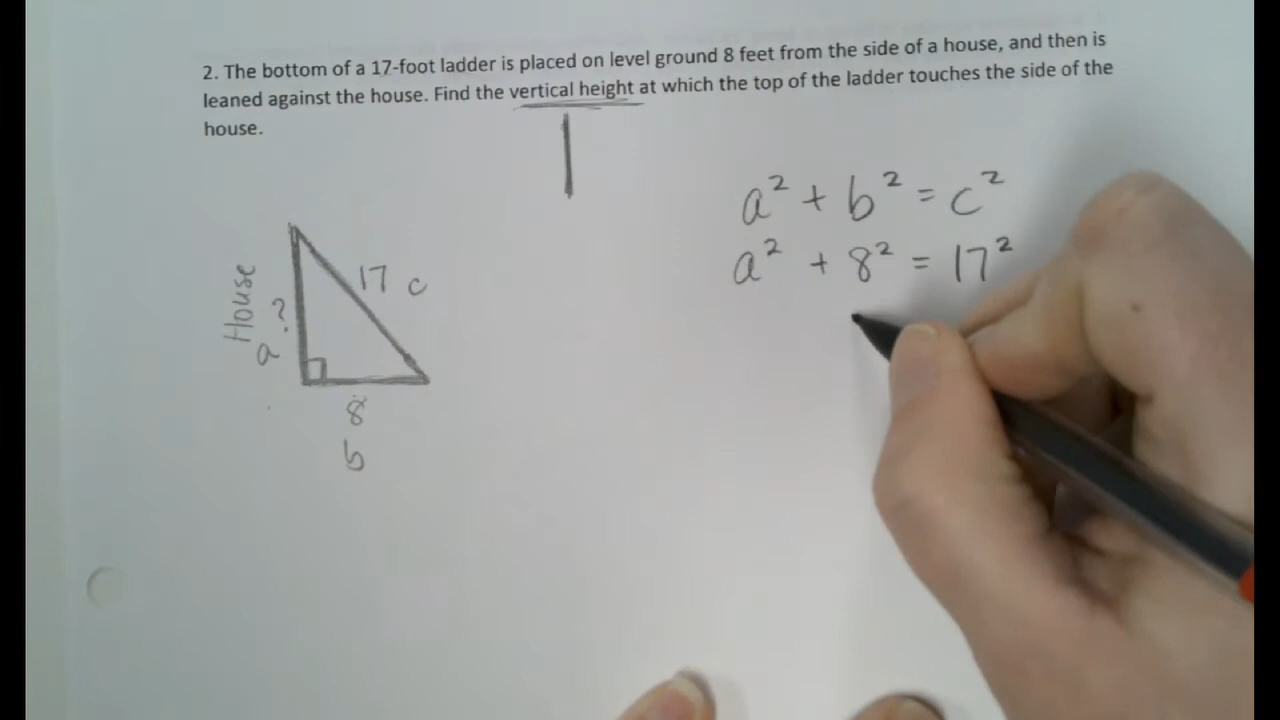 2. The bottom of a 17-foot ladder is placed on level ground 8 feet from the side of a house, and then is
leaned against the house. Find the vertical height at which the top of the ladder touches the side of the
house.
a² + b² = c²
a² + 8² = 17²
House
a ?
17 c
8
b